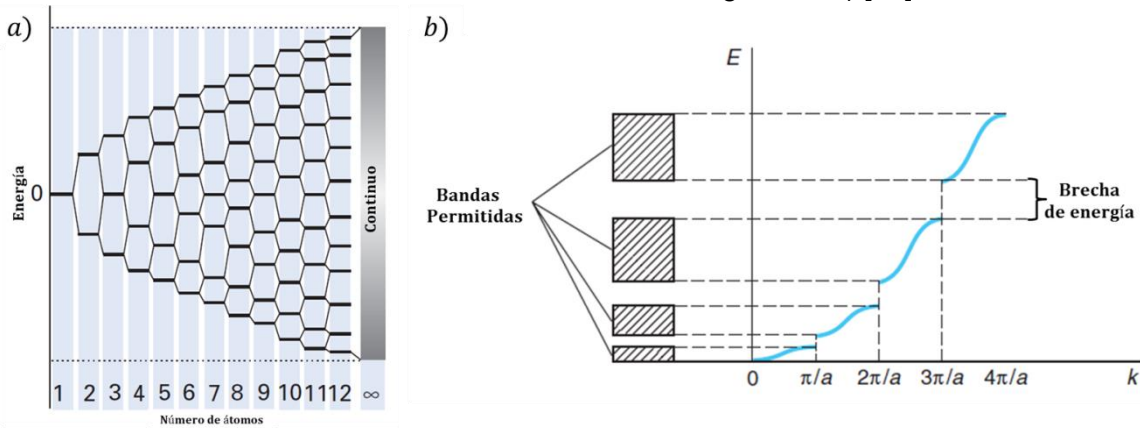 a)
Energía
0
Continuo
1 2 3 4 5 6 7 8 9 10 11 12 ∞
Número de átomos
b)
E
Bandas
Permitidas
Brecha
de energía
0 π/a 2π/a 3π/a 4π/a k